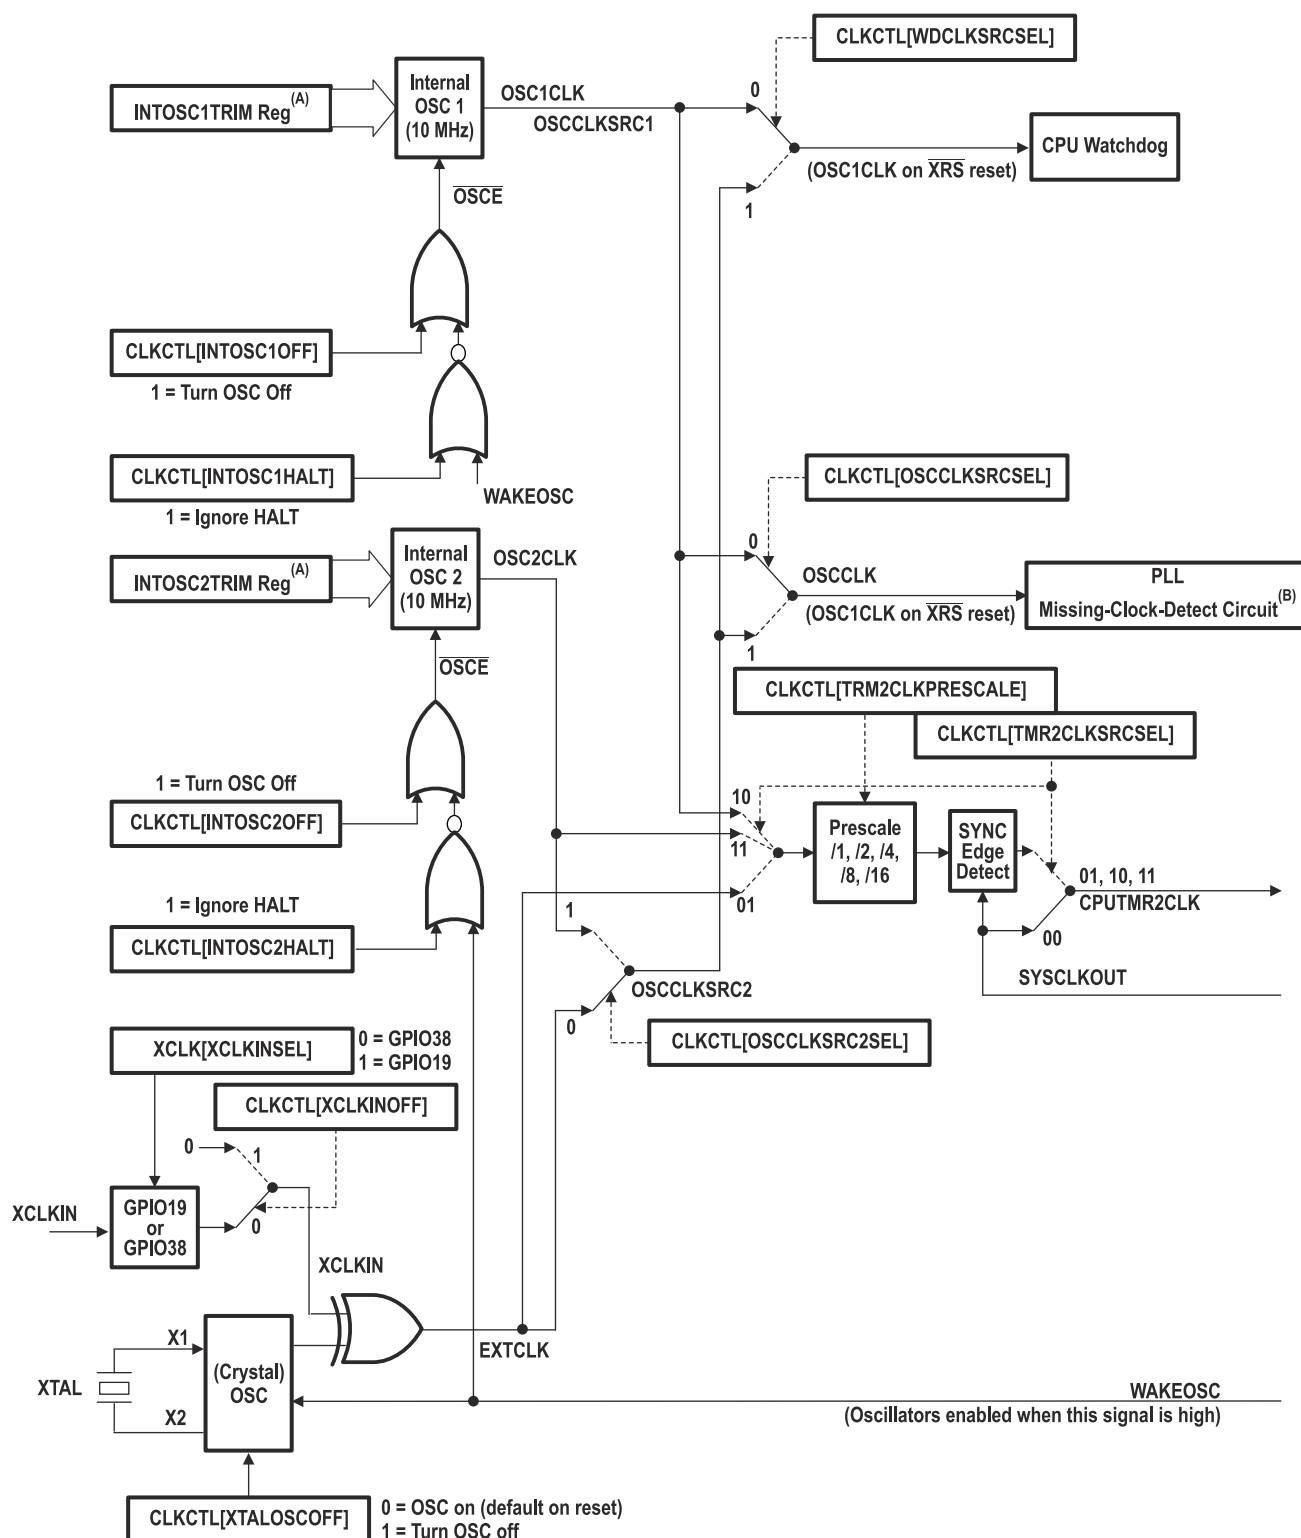 CLKCTL[WDCLKSRCSEL]
INTOSC1TRIM Reg(A)
Internal
OSC 1
(10 MHz)
OSC1CLK
OSCCLKSRC1
0
CPU Watchdog
(OSC1CLK on XRS reset)
1
OSCE
CLKCTL[INTOSC1OFF]
1 = Turn OSC Off
CLKCTL[INTOSC1HALT]
1 = Ignore HALT
WAKEOSC
CLKCTL[OSCCLKSRCSEL]
INTOSC2TRIM Reg(A)
Internal
OSC 2
(10 MHz)
OSC2CLK
0
OSCCLK
(OSC1CLK on XRS reset)
1
PLL
Missing-Clock-Detect Circuit(B)
OSCE
CLKCTL[TRM2CLKPRESCALE]
CLKCTL[TMR2CLKSRCSEL]
1 = Turn OSC Off
CLKCTL[INTOSC2OFF]
10
11
01
Prescale
/1, /2, /4,
/8, /16
SYNC
Edge
Detect
01, 10, 11
CPUTMR2CLK
00
SYSCLKOUT
1 = Ignore HALT
CLKCTL[INTOSC2HALT]
1
OSCCLKSRC2
0
CLKCTL[OSCCLKSRC2SEL]
XCLK[XCLKINSEL]
0 = GPIO38
1 = GPIO19
CLKCTL[XCLKINOFF]
0
1
0
XCLKIN
GPIO19
or
GPIO38
XCLKIN
EXTCLK
XTAL
X1
X2
(Crystal)
OSC
WAKEOSC
(Oscillators enabled when this signal is high)
CLKCTL[XTALOSCOFF]
0 = OSC on (default on reset)
1 = Turn OSC off